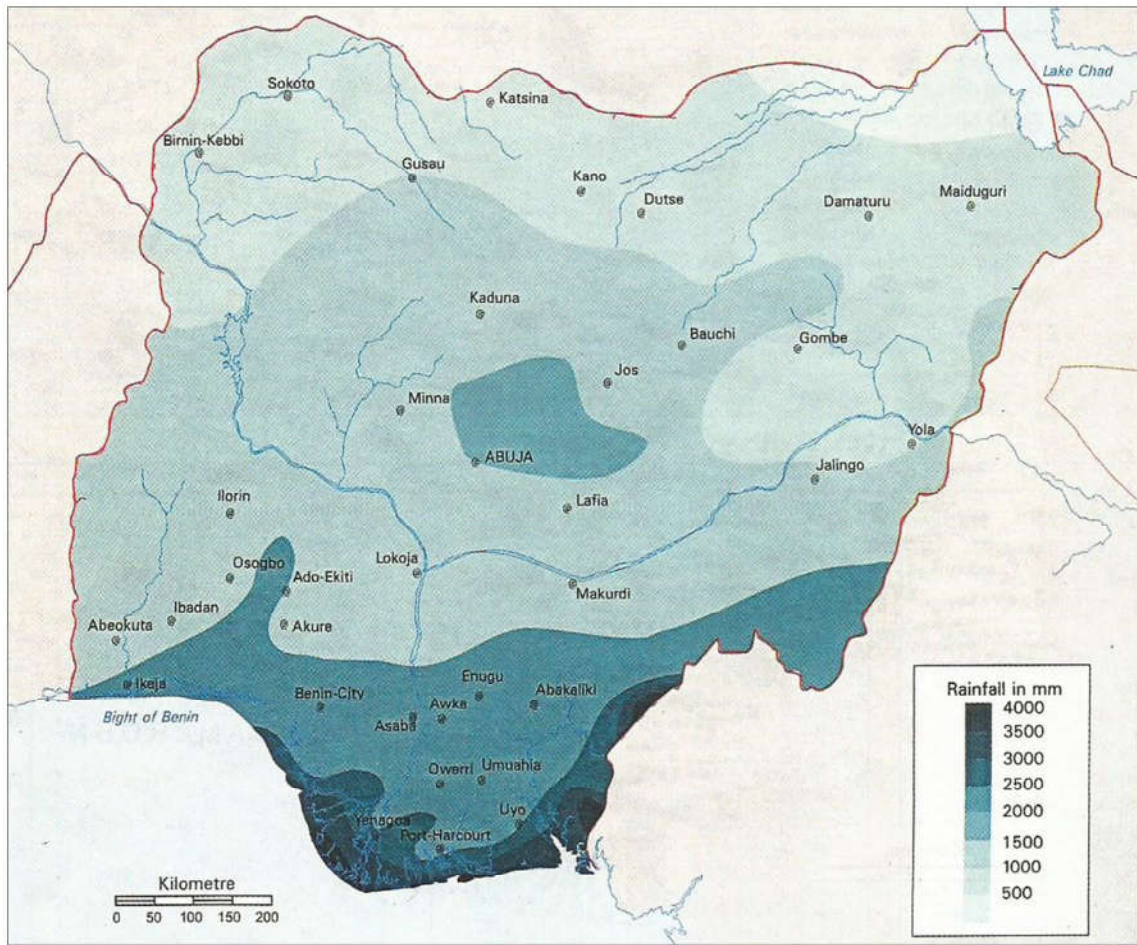 Lake Chad
Sokoto
Katsina
Birnin-Kebbi
Gusau
Kano
Dutse
Damaturu
Maiduguri
Kaduna
Bauchi
Gombe
Jos
Minna
Yola
ABUJA
Jalingo
Ilorin
Lafia
Osogbo
Lokoja
Ado-Ekiti
Makurdi
Ibadan
Abeokuta
Akure
Ikeja
Enugu
Benin-City
Abakaliki
Bight of Benin
Awka
Asaba
Owerri
Umuahia
Uyo
Yenagoa
Port-Harcourt
Rainfall in mm
4000
3500
3000
2500
2000
1500
1000
500
Kilometre
0 50 100 150 200